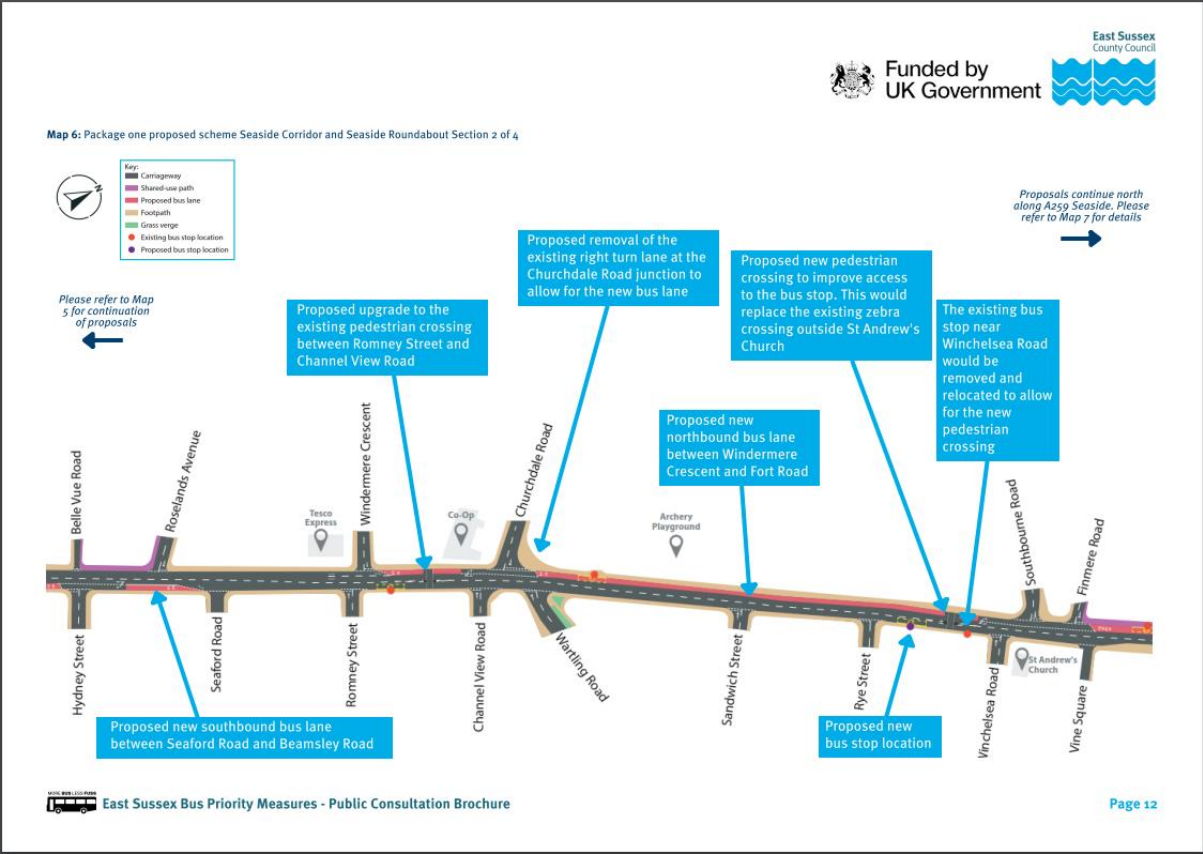 East Sussex
County Council
Funded by
UK Government
Map 6: Package one proposed scheme Seaside Corridor and Seaside Roundabout Section 2 of 4
N
Key:
Carriageway
Shared-use path
Proposed bus lane
Footpath
Grass verge
Existing bus stop location
Proposed bus stop location
Proposals continue north
along A259 Seaside. Please
refer to Map 7 for details
Please refer to Map
5 for continuation
of proposals
Proposed upgrade to the
existing pedestrian crossing
between Romney Street and
Channel View Road
Proposed removal of the
existing right turn lane at the
Churchdale Road junction to
allow for the new bus lane
Proposed new pedestrian
crossing to improve access
to the bus stop. This would
replace the existing zebra
crossing outside St Andrew's
Church
The existing bus
stop near
Winchelsea Road
would be
removed and
relocated to allow
for the new
pedestrian
crossing
Proposed new
northbound bus lane
between Windermere
Crescent and Fort Road
Belle Vue Road
Roselands Avenue
Tesco
Express
Windermere Crescent
Co-Op
Churchdale Road
Archery
Playground
Southbourne Road
Finmere Road
Hydney Street
Seaford Road
Romney Street
Channel View Road
Wartling Road
Sandwich Street
Rye Street
Vinchelsea Road
St Andrew's
Church
Vine Square
Proposed new southbound bus lane
between Seaford Road and Beamsley Road
Proposed new
bus stop location
MORE BUS LESS FUSS
East Sussex Bus Priority Measures - Public Consultation Brochure
Page 12